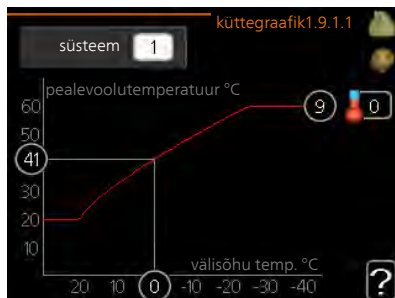 küttegraafik1.9.1.1
süsteem 1
pealevoolutemperatuur °C
60
9
0
50
41
30
20
10
välisõhu temp. °C
20 10 0 -10 -20 -30 -40
?